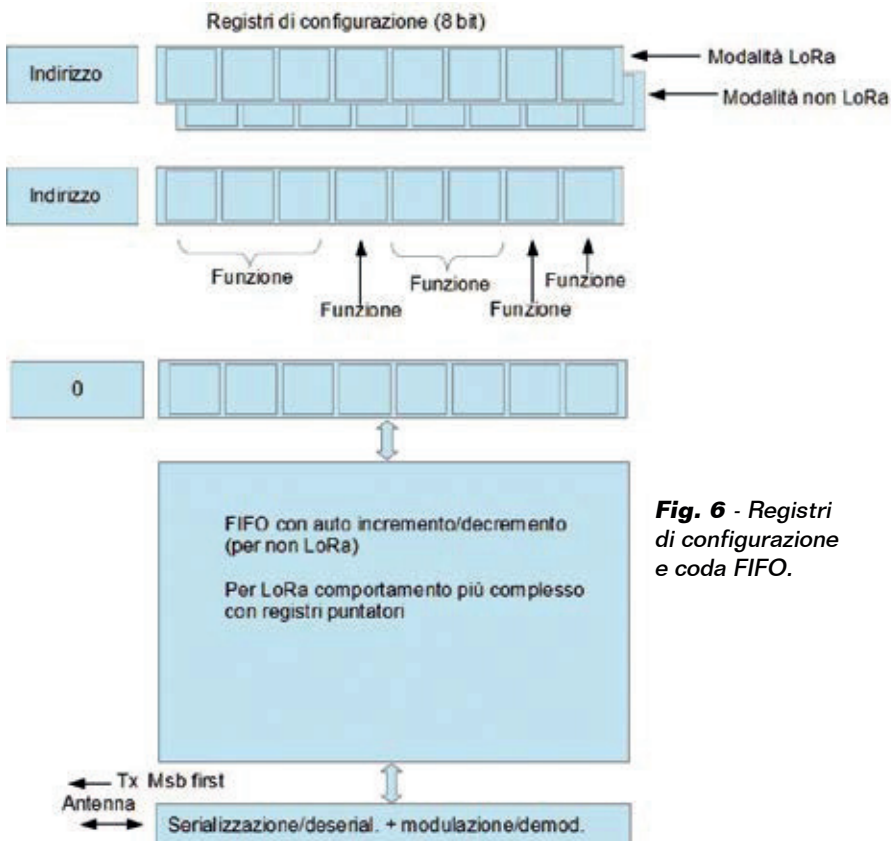 Registri di configurazione (8 bit)
Indirizzo
Modalità LoRa
Modalità non LoRa
Indirizzo
Funzione
Funzione
Funzione
Funzione
Funzione
0
FIFO con auto incremento/decremento
(per non LoRa)
Per LoRa comportamento più complesso
con registri puntatori
Fig. 6 - Registri
di configurazione
e coda FIFO.
Tx Msb first
Antenna
Serializzazione/deserial. + modulazione/demod.